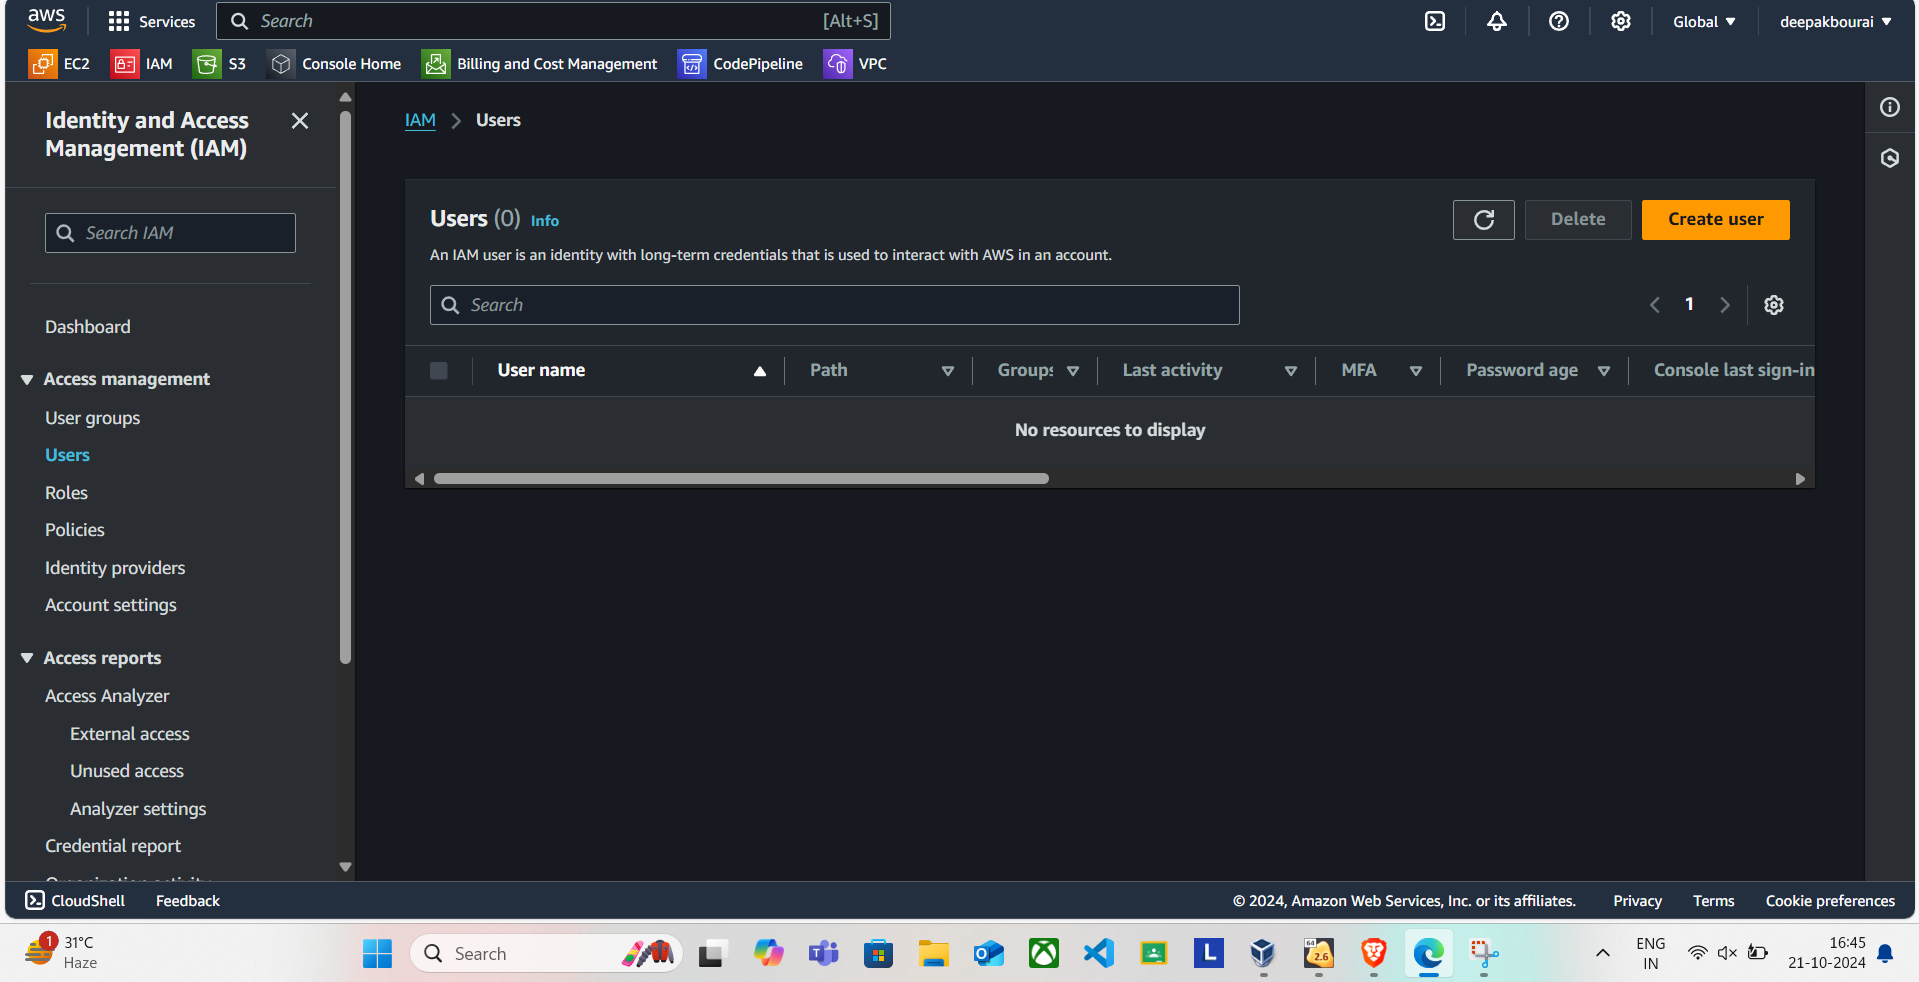 aws
Services
Search
[Alt+S]
Global
deepakbourai
EC2
IAM
S3
Console Home
Billing and Cost Management
CodePipeline
VPC
Identity and Access
Management (IAM)
Search IAM
Dashboard
Access management
User groups
Users
Roles
Policies
Identity providers
Account settings
Access reports
Access Analyzer
External access
Unused access
Analyzer settings
Credential report
IAM
Users
Users (0) Info
Delete
Create user
An IAM user is an identity with long-term credentials that is used to interact with AWS in an account.
Search
1
User name
Path
Groups
Last activity
MFA
Password age
Console last sign-in
No resources to display
CloudShell
Feedback
© 2024, Amazon Web Services, Inc. or its affiliates.
Privacy
Terms
Cookie preferences
1
31°C
Haze
Search
L
64
2.6
ENG
IN
16:45
21-10-2024